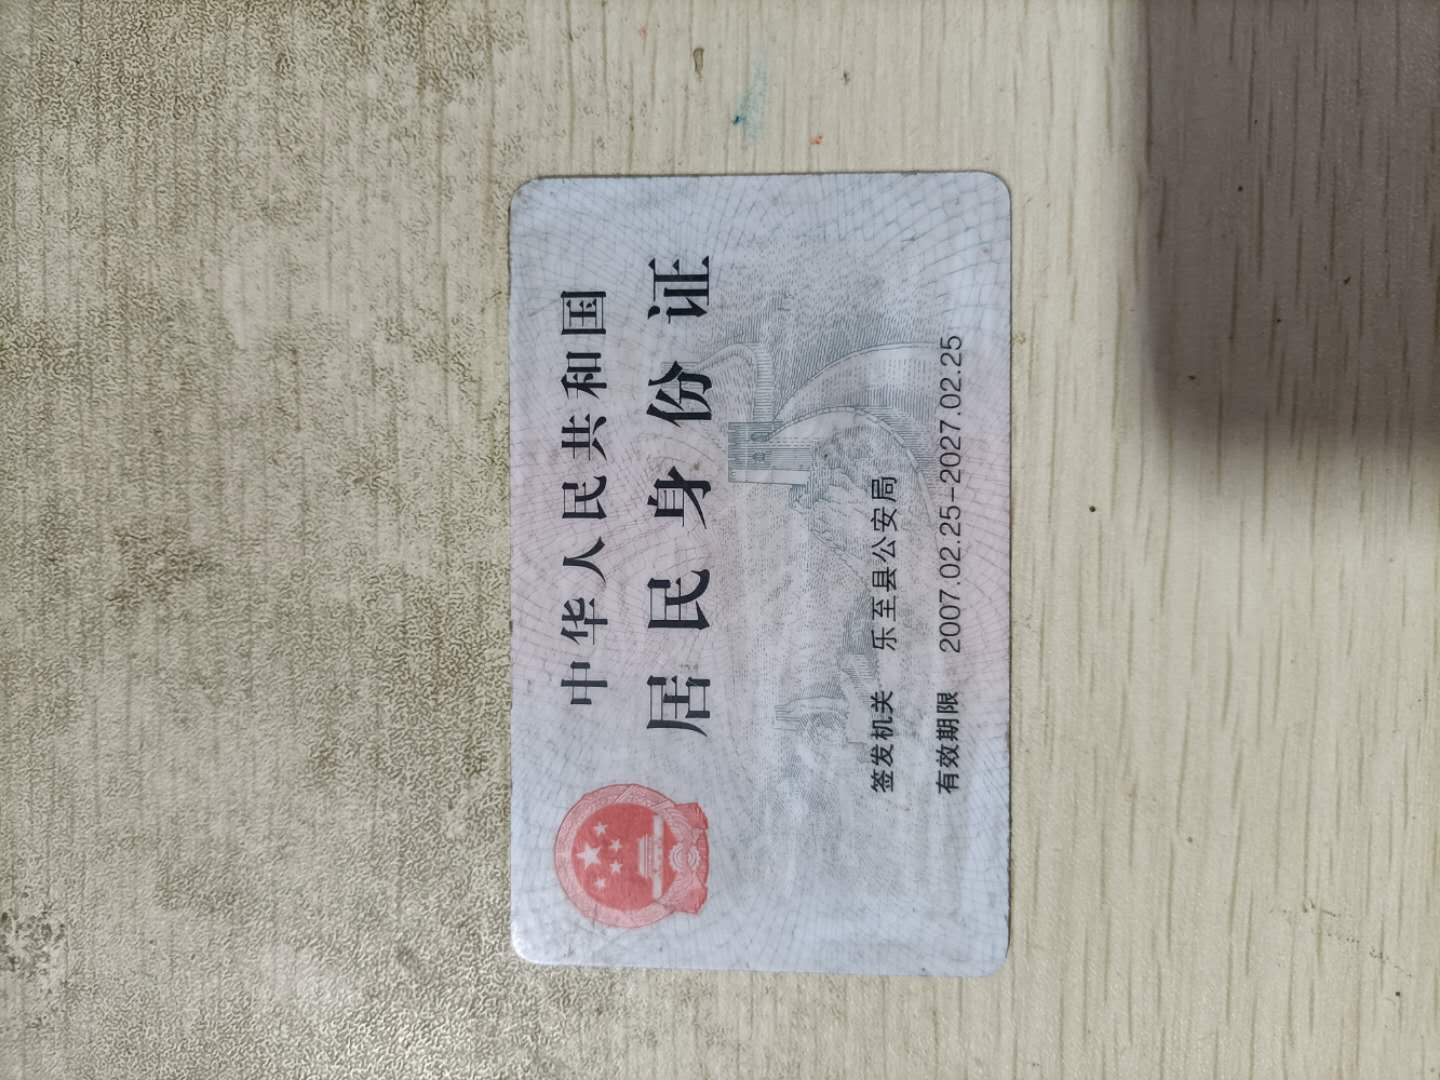 中华人民共和国
居民身份证
签发机关 乐至县公安局
有效期限 2007.02.25-2027.02.25